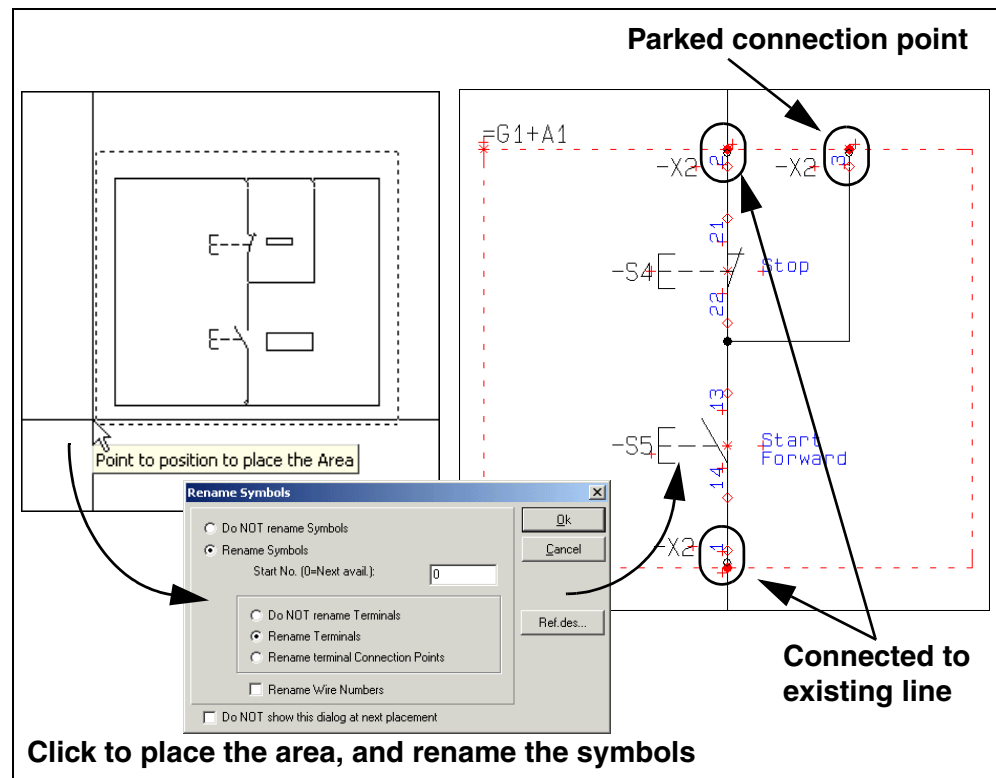 Parked connection point
=G1+A1
-X2
2
-X2
3
21
-S4
Stop
22
Point to position to place the Area
13
-S5
Start
Forward
14
Rename Symbols
Do NOT rename Symbols
Ok
Rename Symbols
Cancel
Start No. (0=Next avail.):
0
-X2
1
Do NOT rename Terminals
Ref.des...
Rename Terminals
Rename terminal Connection Points
Rename Wire Numbers
Do NOT show this dialog at next placement
Connected to
existing line
Click to place the area, and rename the symbols